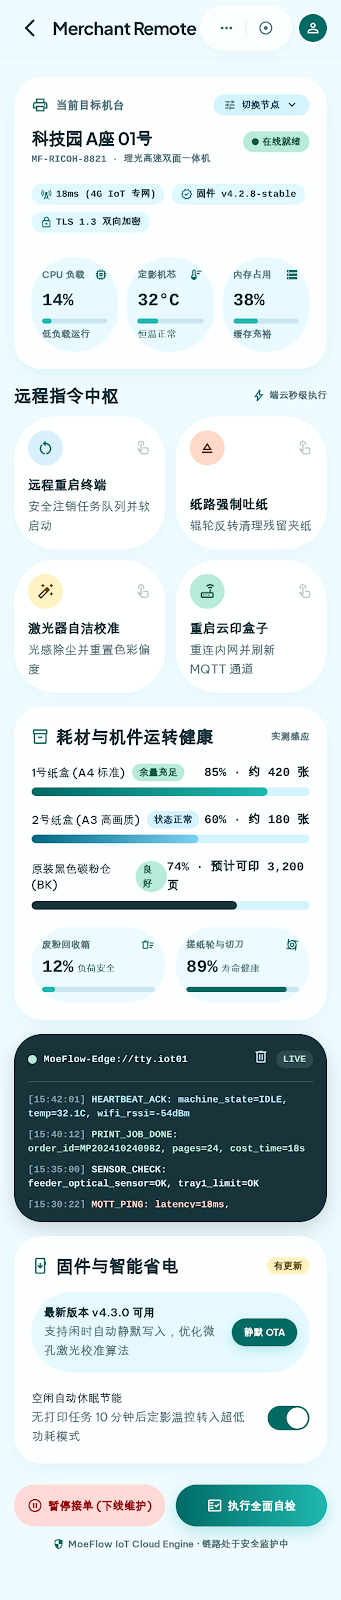 Merchant Remote
当前目标机台
切换节点
科技园 A座 01号
在线就绪
MF-RICOH-8821 · 理光高速双面一体机
18ms (4G IoT 专网)
固件 v4.2.8-stable
TLS 1.3 双向加密
CPU 负载
定影机芯
内存占用
14%
32°C
38%
低负载运行
恒温正常
缓存充裕
远程指令中枢
端云秒级执行
远程重启终端
安全注销任务队列并软
启动
纸路强制吐纸
辊轮反转清理残留夹纸
激光器自洁校准
光感除尘并重置色彩偏
度
重启云印盒子
重连内网并刷新
MQTT 通道
耗材与机件运转健康
实测感应
1号纸盒 (A4 标准)
余量充足
85% · 约 420 张
2号纸盒 (A3 高画质)
状态正常
60% · 约 180 张
原装黑色碳粉仓
(BK)
良
好
74% · 预计可印 3,200
页
废粉回收箱
搓纸轮与切刀
12% 负荷安全
89% 寿命健康
MoeFlow-Edge://tty.iot01
LIVE
[15:42:01] HEARTBEAT_ACK: machine_state=IDLE,
temp=32.1C, wifi_rssi=-54dBm
[15:40:12] PRINT_JOB_DONE:
order_id=MP202410240982, pages=24, cost_time=18s
[15:35:00] SENSOR_CHECK:
feeder_optical_sensor=OK, tray1_limit=OK
[15:30:22] MQTT_PING: latency=18ms,
固件与智能省电
有更新
最新版本 v4.3.0 可用
支持闲时自动静默写入，优化微
孔激光校准算法
静默 OTA
空闲自动休眠节能
无打印任务 10 分钟后定影温控转入超低
功耗模式
暂停接单 (下线维护)
执行全面自检
MoeFlow IoT Cloud Engine · 链路处于安全监护中